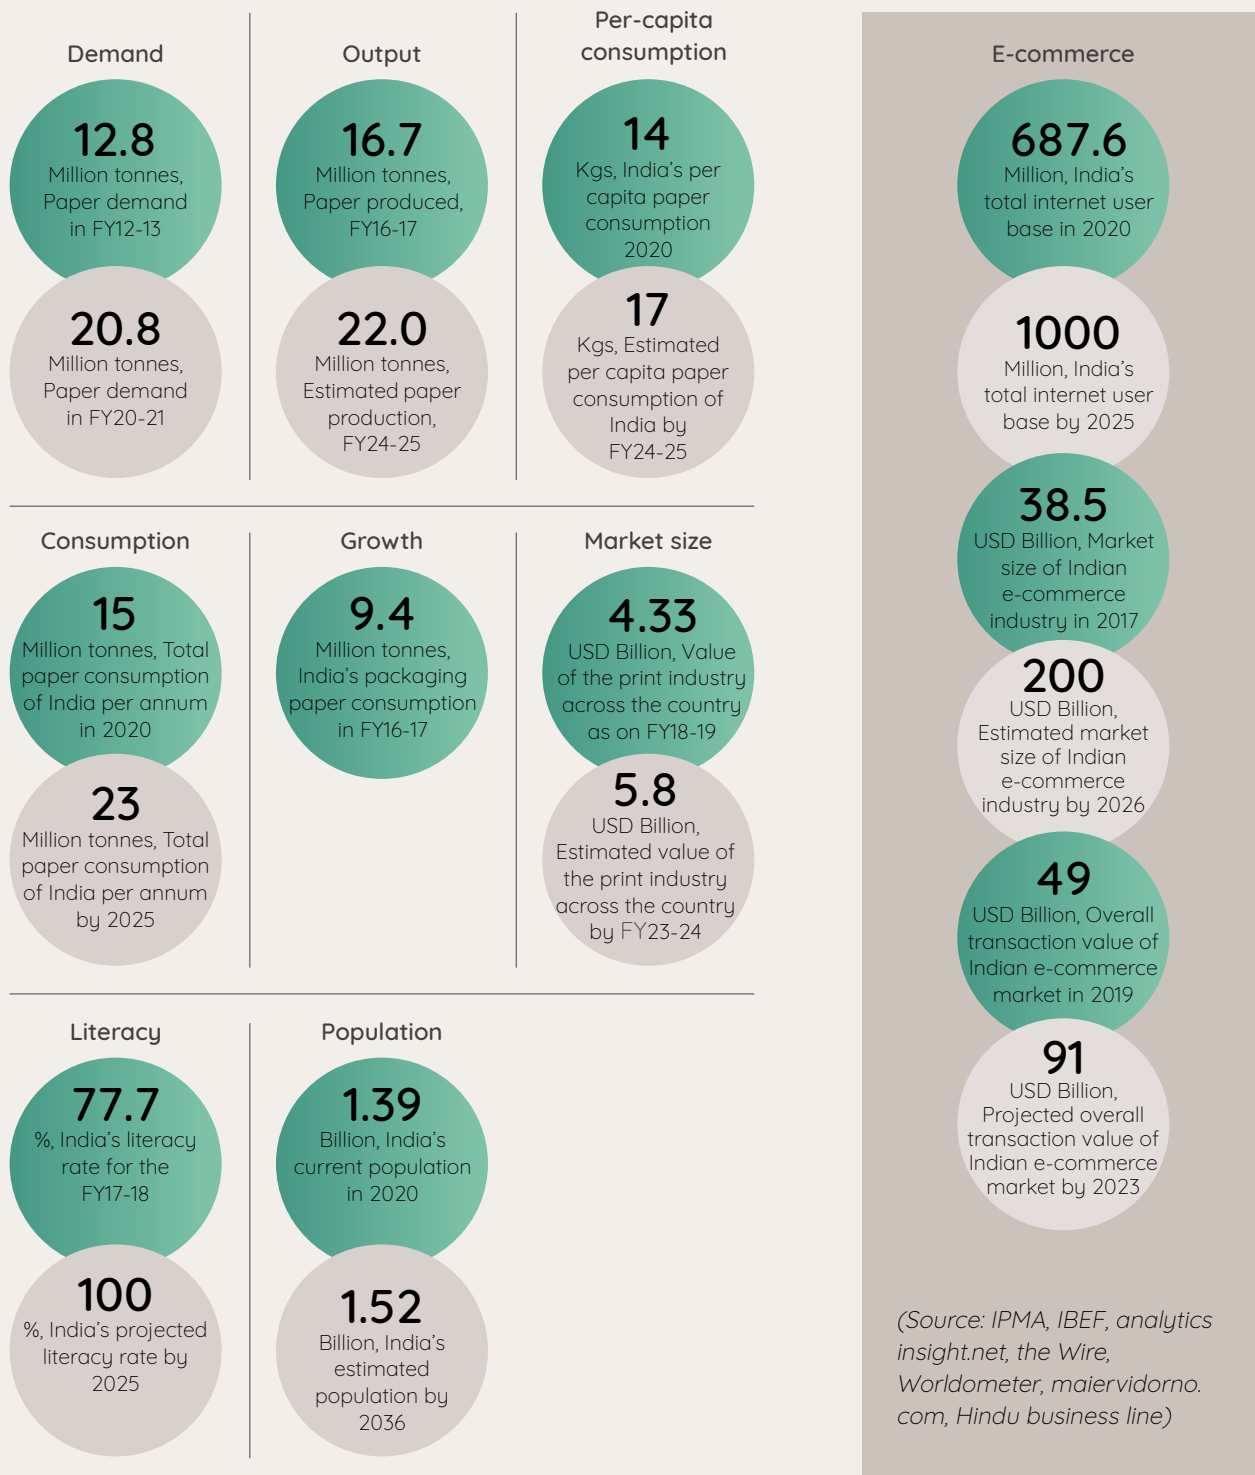 Demand
12.8
Million tonnes,
Paper demand
in FY12-13
20.8
Million tonnes,
Paper demand
in FY20-21
Output
16.7
Million tonnes,
Paper produced,
FY16-17
22.0
Million tonnes,
Estimated paper
production,
FY24-25
Per-capita
consumption
14
Kgs, India's per
capita paper
consumption
2020
17
Kgs, Estimated
per capita paper
consumption of
India by
FY24-25
Consumption
15
Million tonnes, Total
paper consumption
of India per annum
in 2020
23
Million tonnes, Total
paper consumption
of India per annum
by 2025
Growth
9.4
Million tonnes,
India's packaging
paper consumption
in FY16-17
Market size
4.33
USD Billion, Value
of the print industry
across the country
as on FY18-19
5.8
USD Billion,
Estimated value of
the print industry
across the country
by FY23-24
Literacy
77.7
%, India's literacy
rate for the
FY17-18
100
%, India's projected
literacy rate by
2025
Population
1.39
Billion, India's
current population
in 2020
1.52
Billion, India's
estimated
population by
2036
E-commerce
687.6
Million, India's
total internet user
base in 2020
1000
Million, India's
total internet user
base by 2025
38.5
USD Billion, Market
size of Indian
e-commerce
industry in 2017
200
USD Billion,
Estimated market
size of Indian
e-commerce
industry by 2026
49
USD Billion, Overall
transaction value of
Indian e-commerce
market in 2019
91
USD Billion,
Projected overall
transaction value of
Indian e-commerce
market by 2023
(Source: IPMA, IBEF, analytics
insight.net, the Wire,
Worldometer, maiervidorno.
com, Hindu business line)